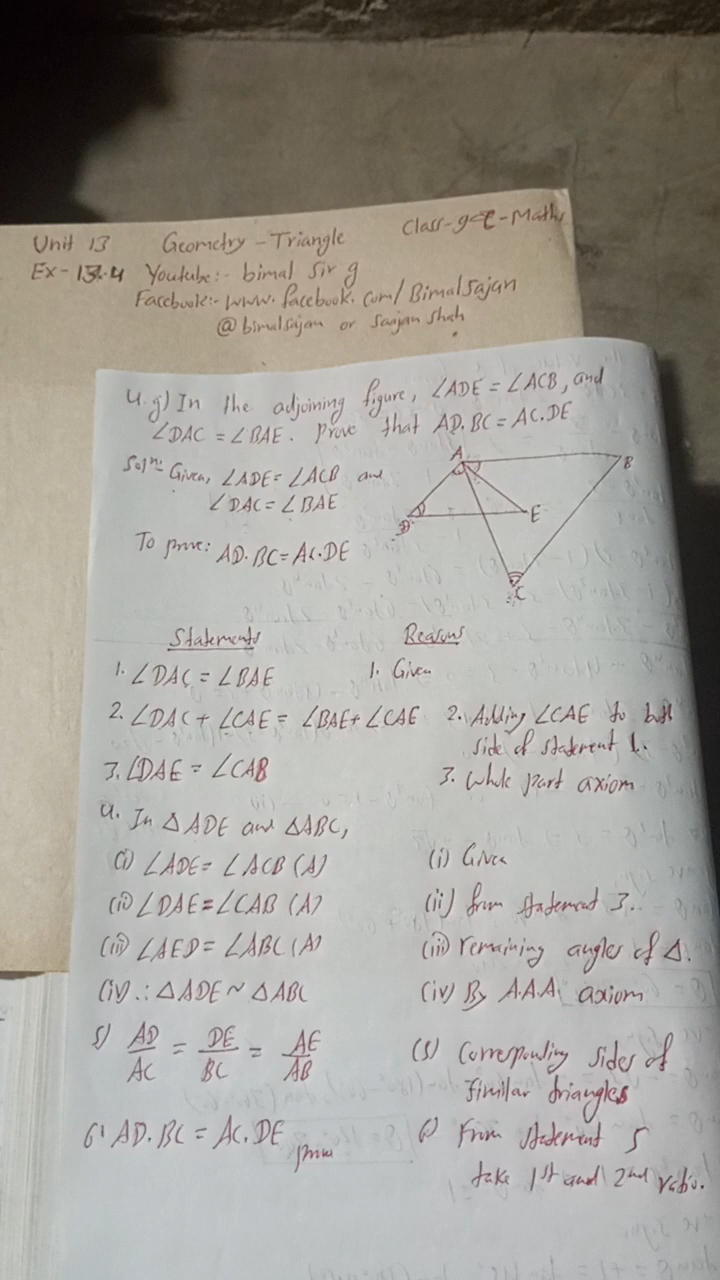 Unit 13 Geometry - Triangle Class-9 - Maths
Ex- 13.4 Youtube:- bimal sir g
Facebook:- www.facebook.com/Bimalsajan
@bimalsajan or Sanjan Shah
4.g) In the adjoining figure, ∠ADE = ∠ACB, and
∠DAC = ∠BAE. Prove that AD.BC = AC.DE
Solⁿ: Given, ∠ADE = ∠ACB and
∠DAC = ∠BAE
To prove: AD.BC = AC.DE
A
B
D
E
C
Statements Reasons
1. ∠DAC = ∠BAE 1. Given
2. ∠DAC + ∠CAE = ∠BAE + ∠CAE 2. Adding ∠CAE to both
side of statement 1.
3. ∠DAE = ∠CAB 3. Whole part axiom
4. In △ADE and △ABC,
(i) ∠ADE = ∠ACB (A) (i) Given
(ii) ∠DAE = ∠CAB (A) (ii) from statement 3.
(iii) ∠AED = ∠ABC (A) (iii) remaining angles of △.
(iv) ∴ △ADE ~ △ABC (iv) By A.A.A. axiom
5) AD/AC = DE/BC = AE/AB (5) Corresponding sides of
similar triangles
6) AD.BC = AC.DE 6) From statement 5
take 1st and 2nd ratio.